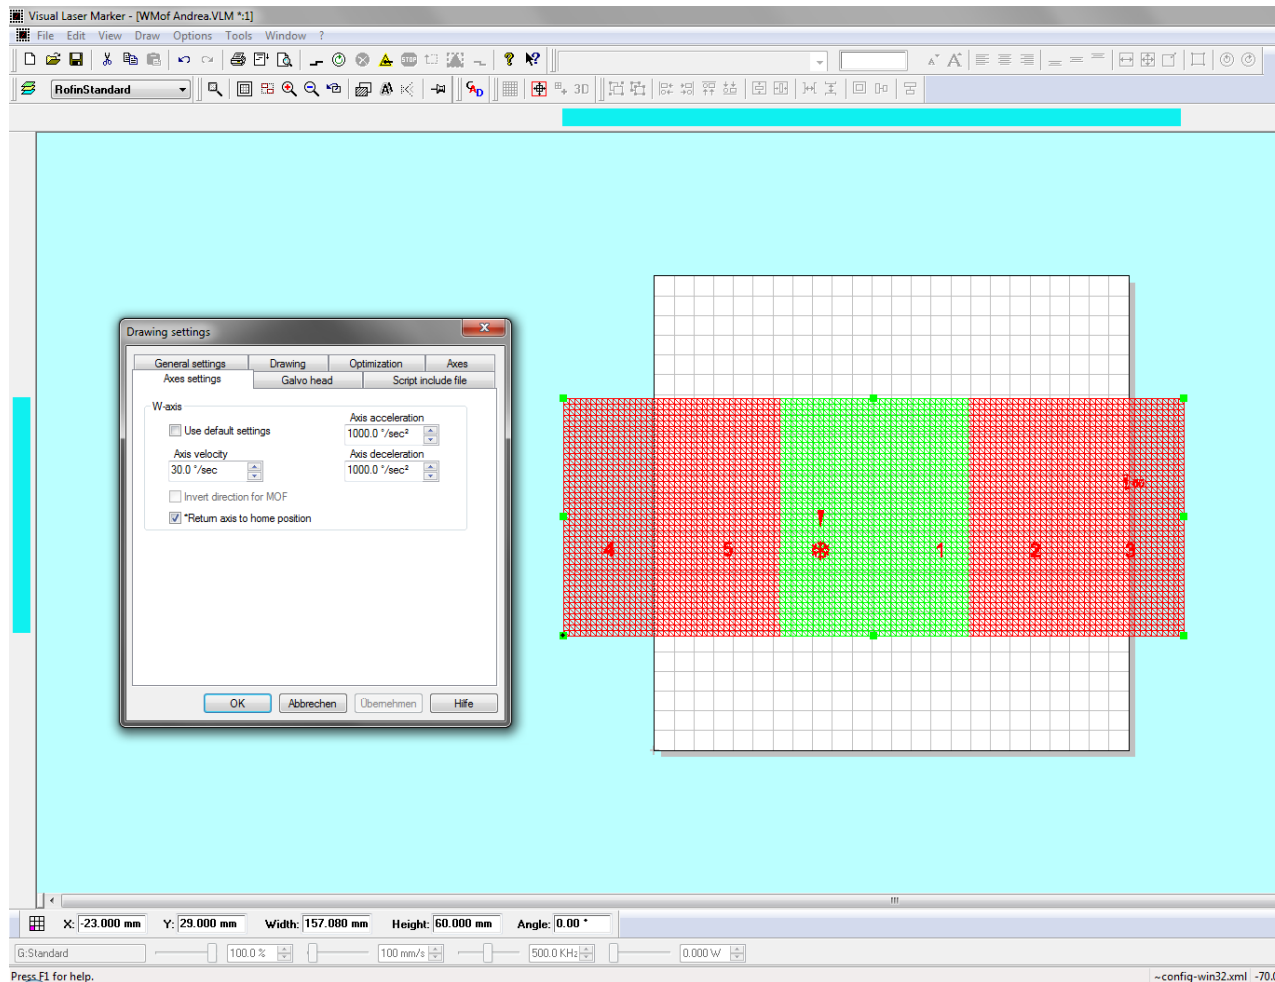 Visual Laser Marker - [WMof Andrea.VLM *:1]
File Edit View Draw Options Tools Window ?
STOP
RofinStandard
CAD
3D
Drawing settings
General settings Drawing Optimization Axes
Axes settings Galvo head Script include file
W-axis
Use default settings
Axis acceleration
1000.0 °/sec²
Axis velocity
30.0 °/sec
Axis deceleration
1000.0 °/sec²
Invert direction for MOF
*Return axis to home position
OK Abbrechen Übernehmen Hilfe
4 5 1 2 3
X: -23.000 mm Y: 29.000 mm Width: 157.080 mm Height: 60.000 mm Angle: 0.00 °
G:Standard 100.0 % 100 mm/s 500.0 KHz 0.000 W
Press F1 for help. ~config-win32.xml -70.0